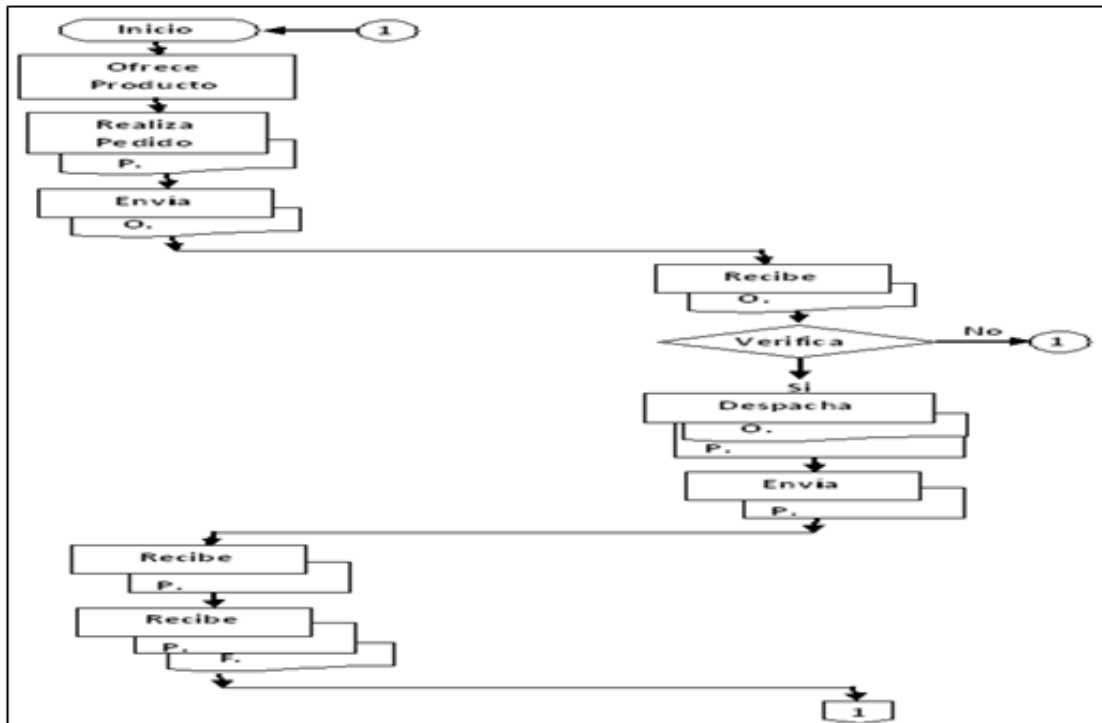 Inicio
1
Ofrece
Producto
Realiza
Pedido
P.
Envía
O.
Recibe
O.
Verifica
No
1
Si
Despacha
O.
P.
Envía
P.
Recibe
P.
Recibe
P.
F.
1